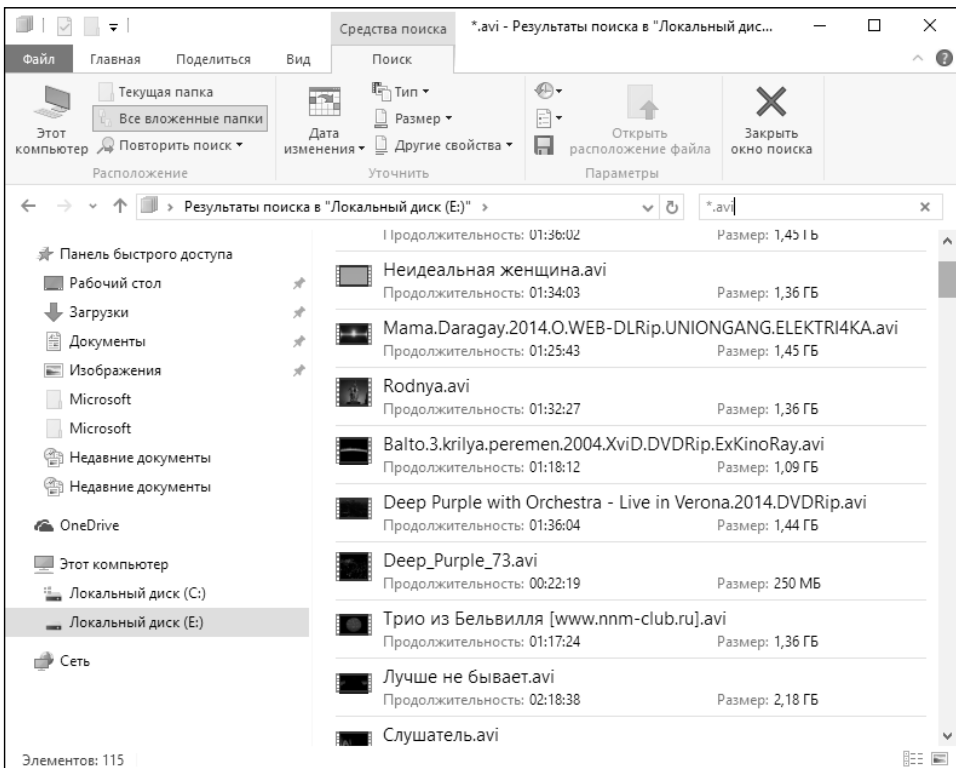 Средства поиска
*.avi - Результаты поиска в "Локальный дис...
Файл Главная Поделиться Вид Поиск
Этот компьютер
Текущая папка
Все вложенные папки
Повторить поиск
Расположение
Дата изменения
Тип
Размер
Другие свойства
Уточнить
Открыть расположение файла
Параметры
Закрыть окно поиска
Результаты поиска в "Локальный диск (E:)"
*.avi
Панель быстрого доступа
Рабочий стол
Загрузки
Документы
Изображения
Microsoft
Microsoft
Недавние документы
Недавние документы
OneDrive
Этот компьютер
Локальный диск (C:)
Локальный диск (E:)
Сеть
Продолжительность: 01:36:02 Размер: 1,45 ГБ
Неидеальная женщина.avi
Продолжительность: 01:34:03 Размер: 1,36 ГБ
Mama.Daragay.2014.O.WEB-DLRip.UNIONGANG.ELEKTRI4KA.avi
Продолжительность: 01:25:43 Размер: 1,45 ГБ
Rodnya.avi
Продолжительность: 01:32:27 Размер: 1,36 ГБ
Balto.3.krilya.peremen.2004.XviD.DVDRip.ExKinoRay.avi
Продолжительность: 01:18:12 Размер: 1,09 ГБ
Deep Purple with Orchestra - Live in Verona.2014.DVDRip.avi
Продолжительность: 01:36:04 Размер: 1,44 ГБ
Deep_Purple_73.avi
Продолжительность: 00:22:19 Размер: 250 МБ
Трио из Бельвилля [www.nnm-club.ru].avi
Продолжительность: 01:17:24 Размер: 1,36 ГБ
Лучше не бывает.avi
Продолжительность: 02:18:38 Размер: 2,18 ГБ
Слушатель.avi
Элементов: 115